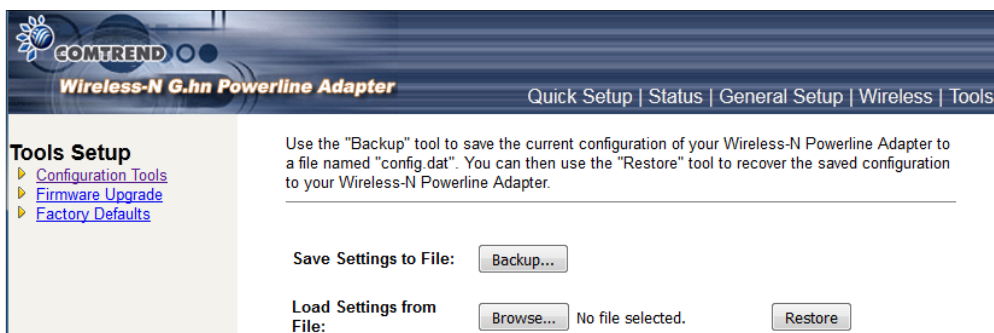 COMTREND
Wireless-N G.hn Powerline Adapter
Quick Setup | Status | General Setup | Wireless | Tools
Tools Setup
Configuration Tools
Firmware Upgrade
Factory Defaults
Use the "Backup" tool to save the current configuration of your Wireless-N Powerline Adapter to
a file named "config.dat". You can then use the "Restore" tool to recover the saved configuration
to your Wireless-N Powerline Adapter.
Save Settings to File: Backup...
Load Settings from
File: Browse... No file selected. Restore